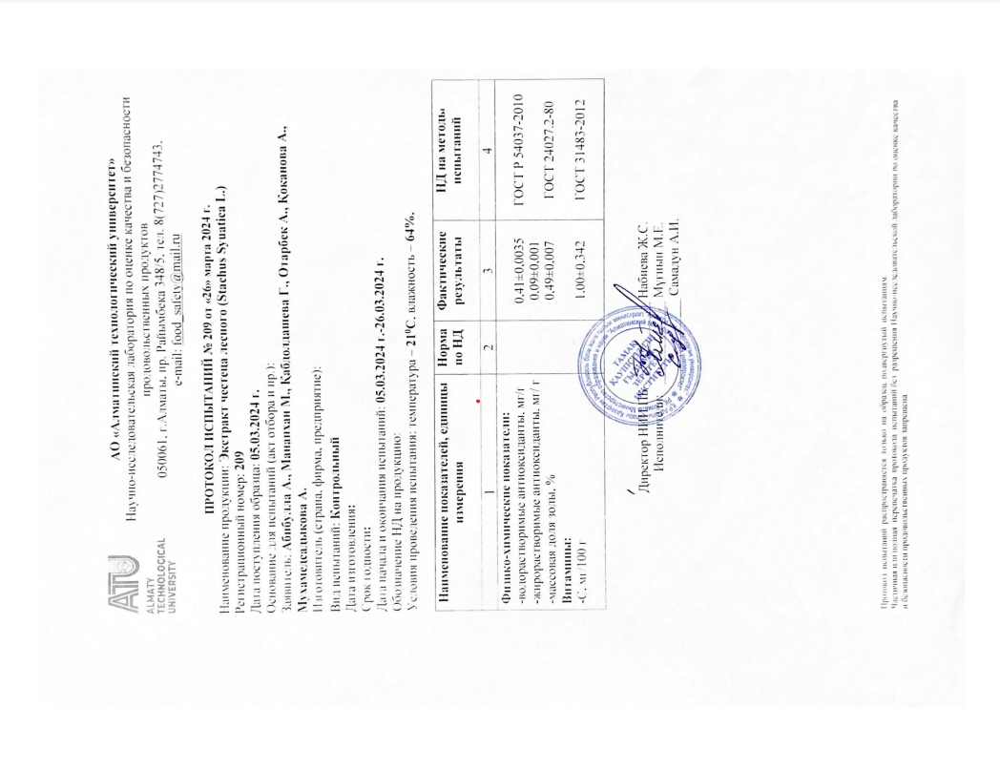 ATU
ALMATY
TECHNOLOGICAL
UNIVERSITY
АО «Алматинский технологический университет»
Научно-исследовательская лаборатория по оценке качества и безопасности
продовольственных продуктов
050061, г.Алматы, пр. Райымбека 348/5, тел. 8(727)2774743,
e-mail: food_safety@mail.ru
ПРОТОКОЛ ИСПЫТАНИЙ № 209 от «26» марта 2024 г.
Наименование продукции: Экстракт чистеца лесного (Stachus Syuatica L.)
Регистрационный номер: 209
Дата поступления образца: 05.03.2024 г.
Основание для испытаний (акт отбора и пр.):
Заявитель: Абибулла А., Мананхан М., Каблолдашева Г., Отарбек А., Коканова А.,
Мухамедсадыкова А.
Изготовитель (страна, фирма, предприятие):
Вид испытаний: Контрольный
Дата изготовления:
Срок годности:
Дата начала и окончания испытаний: 05.03.2024 г.-26.03.2024 г.
Обозначение НД на продукцию:
Условия проведения испытания: температура – 21⁰С, влажность – 64%.
Наименование показателей, единицы измерения | Норма по НД | Фактические результаты | НД на методы испытаний
1 2 3 4
Физико-химические показатели:
-водорастворимые антиоксиданты, мг/г 0,41±0,0035 ГОСТ Р 54037-2010
-жирорастворимые антиоксиданты, мг/ г 0,09±0,001
-массовая доля золы, % 0,49±0,007 ГОСТ 24027.2-80
Витамины:
-С, мг/100 г 1,00±0,342 ГОСТ 31483-2012
Директор Набиева Ж.С.
Исполнители: Мугиын М.Е.
Самадун А.И.
Протокол испытаний распространяется только на образец, подвергнутый испытаниям.
Частичная или полная перепечатка протокола испытаний без разрешения Научно-исследовательской лаборатории по оценке качества
и безопасности продовольственных продуктов запрещена